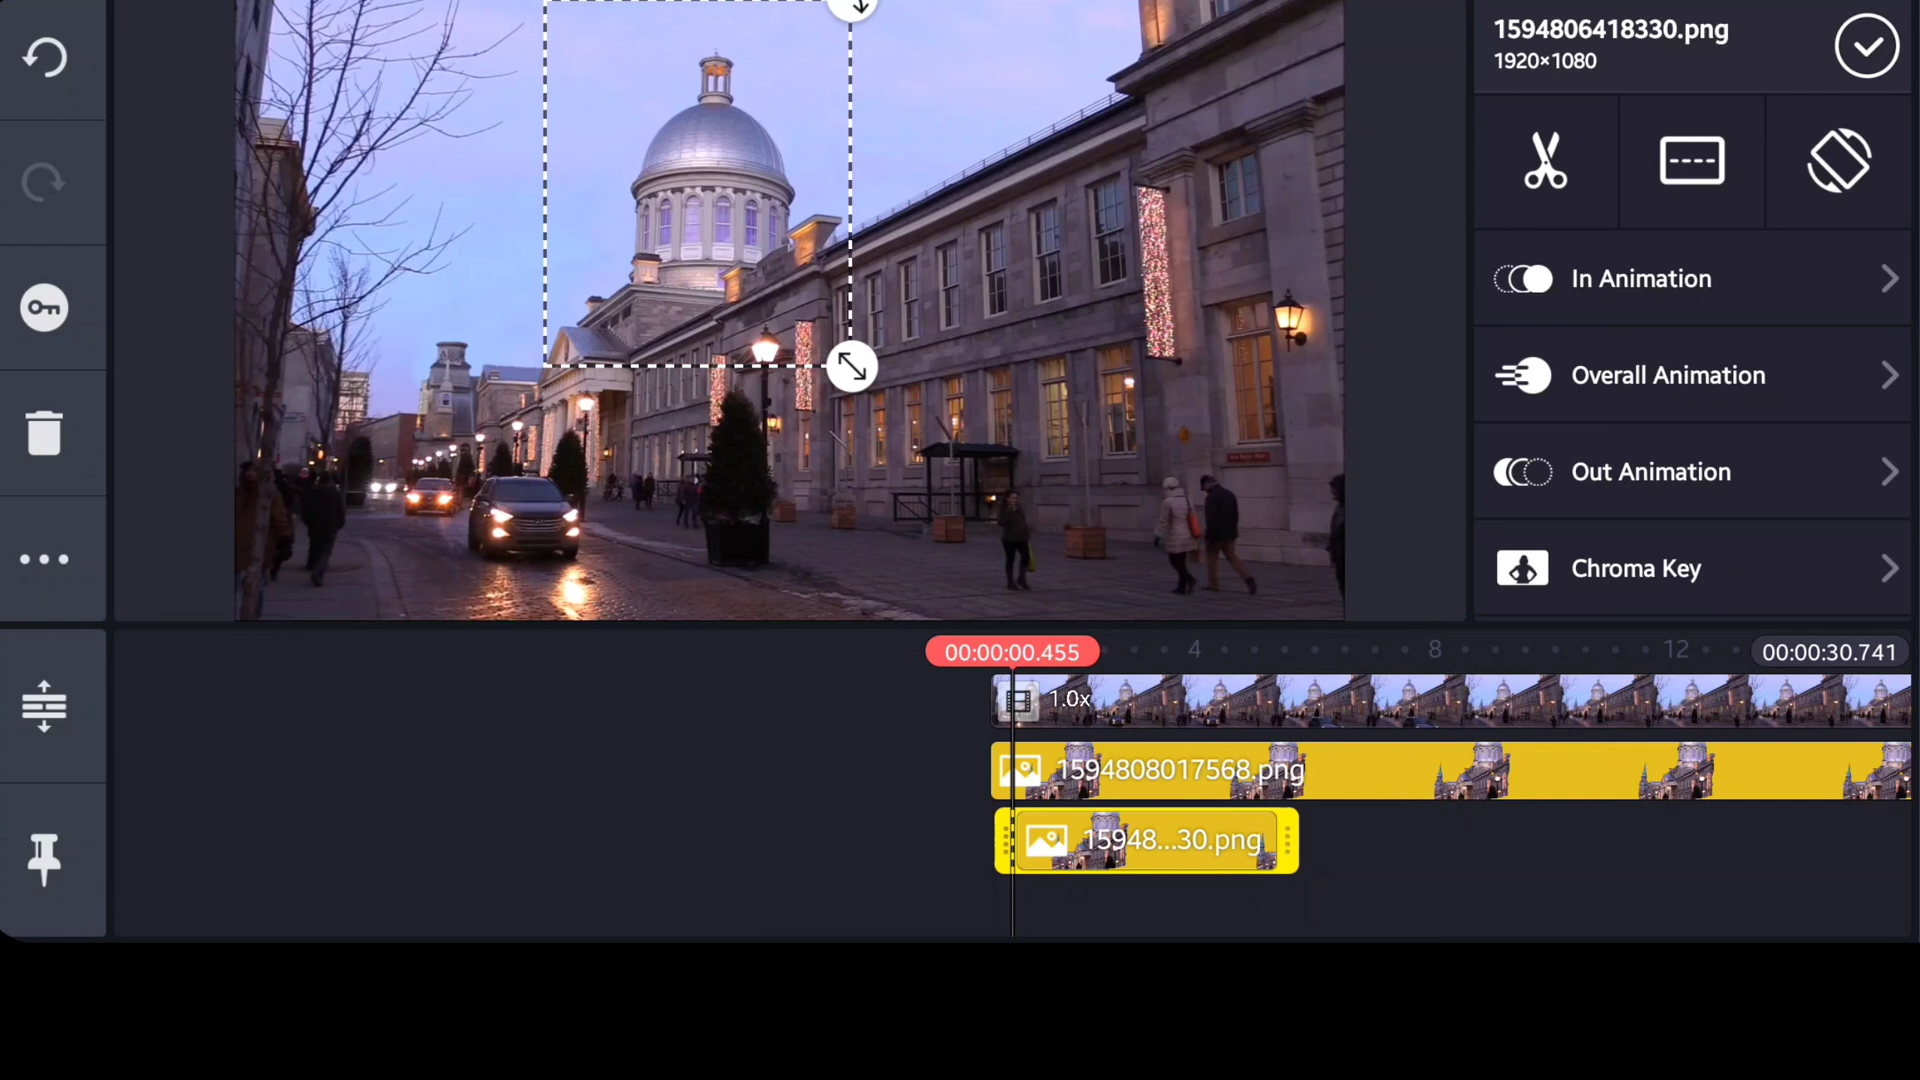 1594806418330.png
1920×1080
In Animation
Overall Animation
Out Animation
Chroma Key
00:00:00.455
4
8
12
00:00:30.741
1.0x
1594808017568.png
15948...30.png